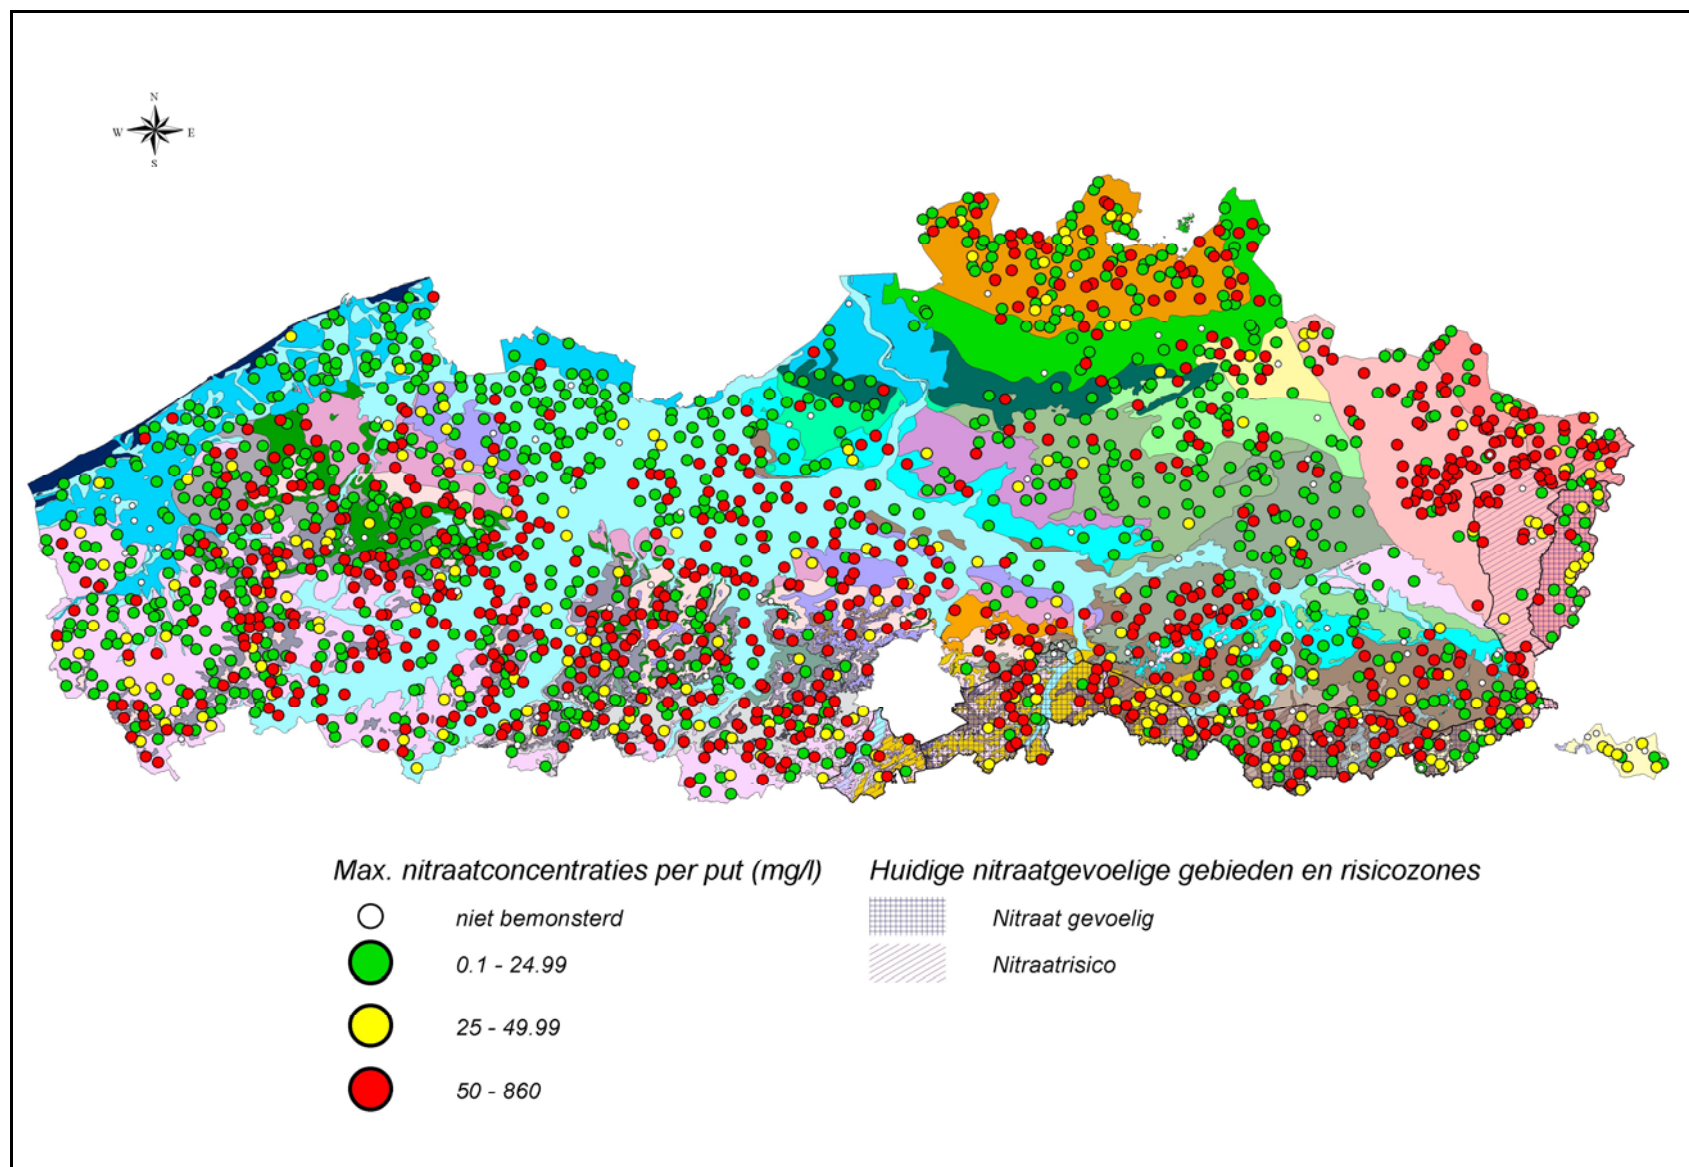 N
W E
S
Max. nitraatconcentraties per put (mg/l)
niet bemonsterd
0.1 - 24.99
25 - 49.99
50 - 860
Huidige nitraatgevoelige gebieden en risicozones
Nitraat gevoelig
Nitraatrisico